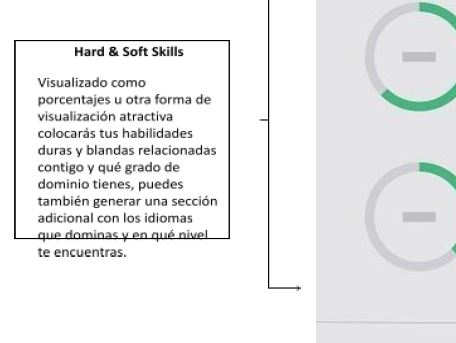 Hard & Soft Skills
Visualizado como
porcentajes u otra forma de
visualización atractiva
colocarás tus habilidades
duras y blandas relacionadas
contigo y qué grado de
dominio tienes, puedes
también generar una sección
adicional con los idiomas
que dominas y en qué nivel
te encuentras.